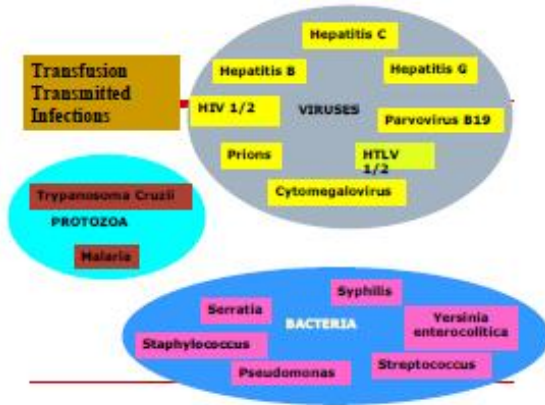 Transfusion
Transmitted
Infections
Hepatitis C
Hepatitis B
Hepatitis G
HIV 1/2
VIRUSES
Parvovirus B19
Prions
HTLV
1/2
Cytomegalovirus
Trypanosoma Cruzii
PROTOZOA
Malaria
Syphilis
Serratia
BACTERIA
Yersinia
enterocolitica
Staphylococcus
Streptococcus
Pseudomonas